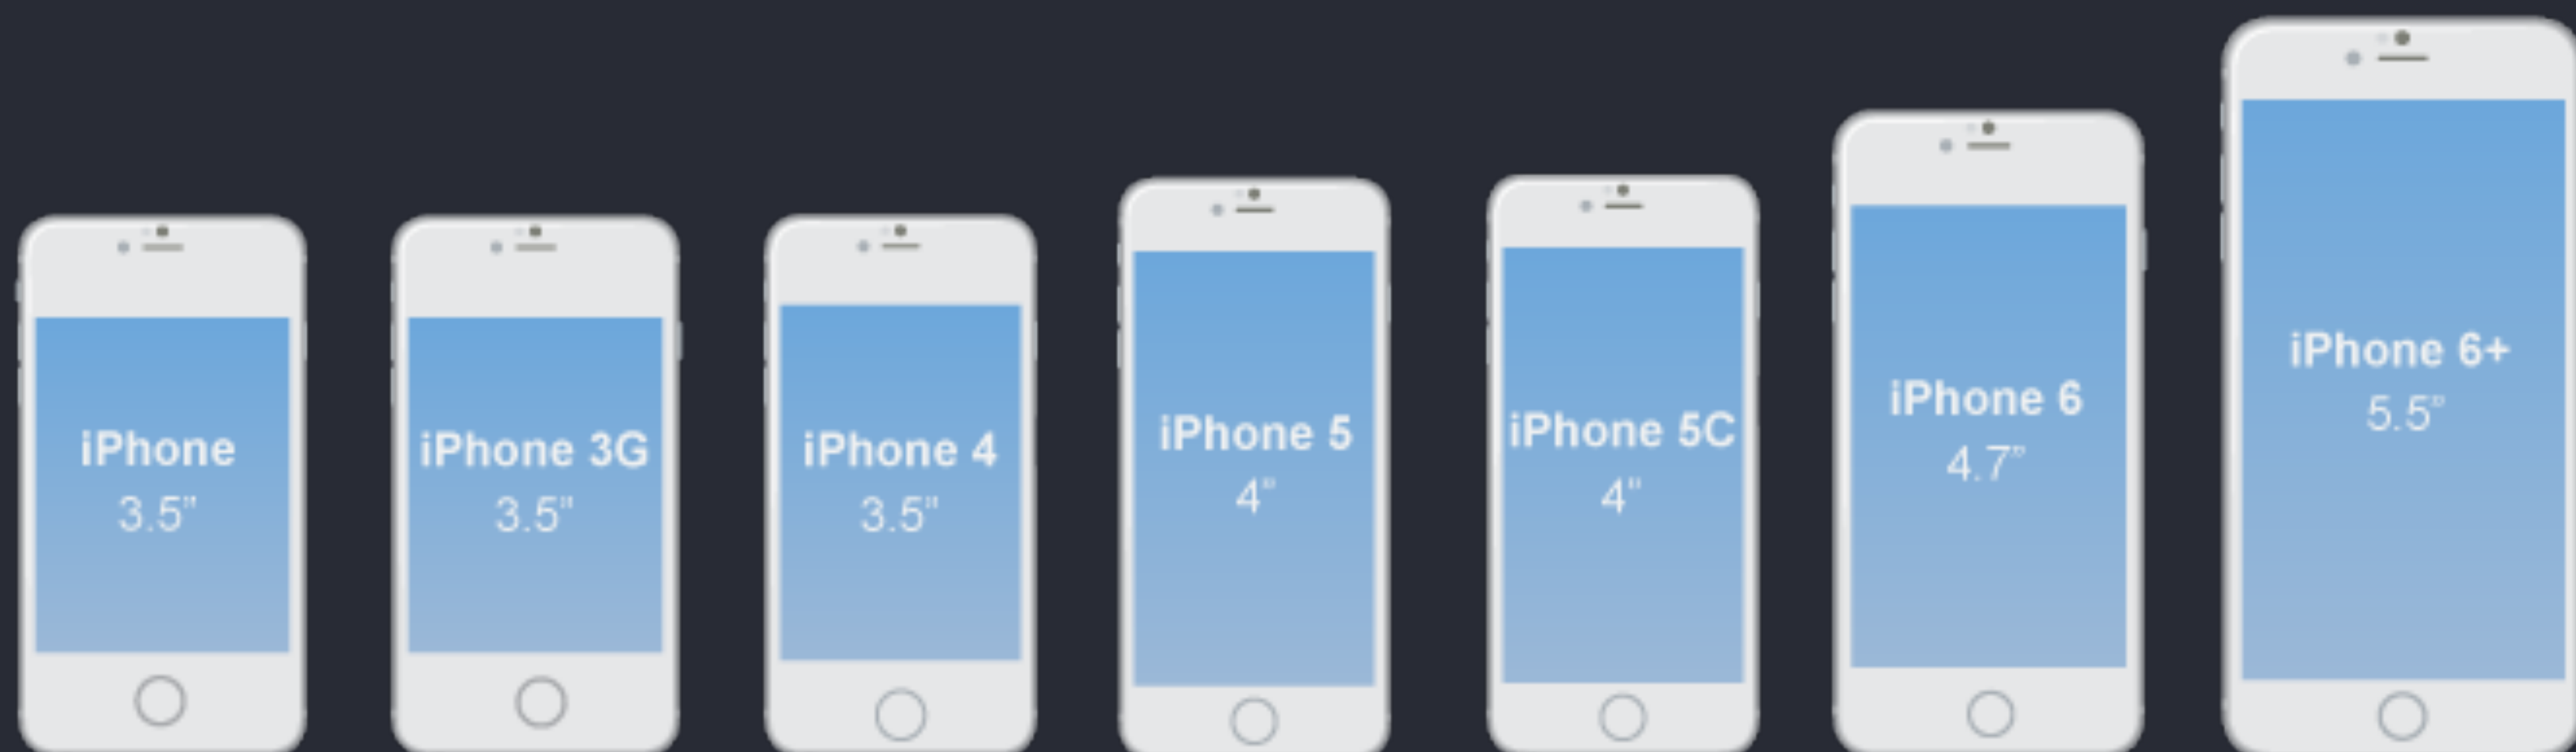 iPhone
3.5”
iPhone 3G
3.5”
iPhone 4
3.5”
iPhone 5
4”
iPhone 5C
4"
iPhone 6
4.7”
iPhone 6+
5.5”